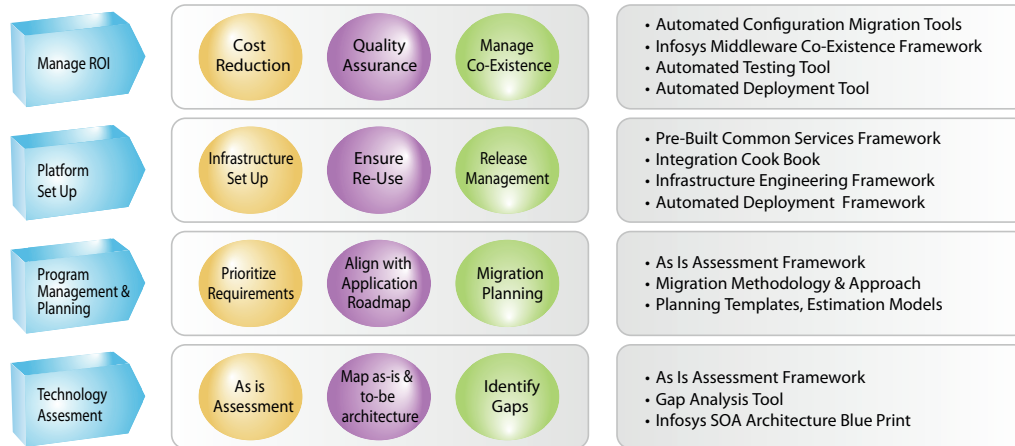 Manage ROI
Cost
Reduction
Quality
Assurance
Manage
Co-Existence
• Automated Configuration Migration Tools
• Infosys Middleware Co-Existence Framework
• Automated Testing Tool
• Automated Deployment Tool
Platform
Set Up
Infrastructure
Set Up
Ensure
Re-Use
Release
Management
• Pre-Built Common Services Framework
• Integration Cook Book
• Infrastructure Engineering Framework
• Automated Deployment Framework
Program
Management &
Planning
Prioritize
Requirements
Align with
Application
Roadmap
Migration
Planning
• As Is Assessment Framework
• Migration Methodology & Approach
• Planning Templates, Estimation Models
Technology
Assesment
As is
Assessment
Map as-is &
to-be
architecture
Identify
Gaps
• As Is Assessment Framework
• Gap Analysis Tool
• Infosys SOA Architecture Blue Print